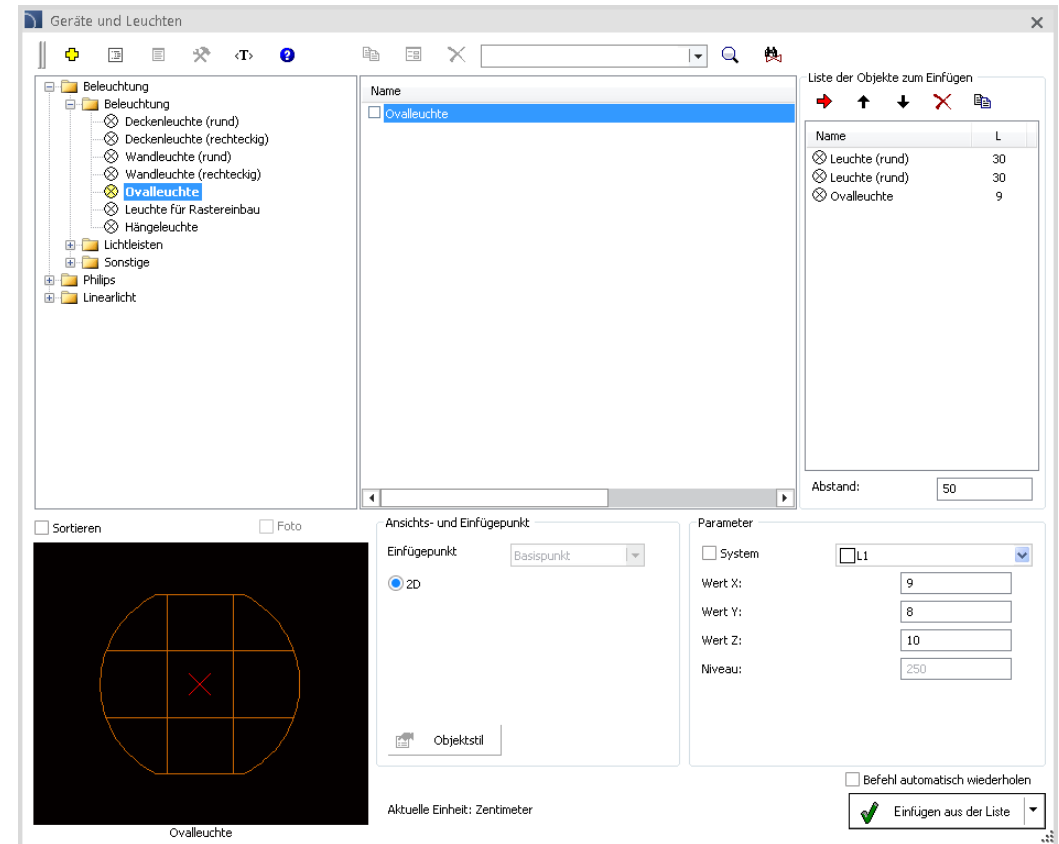 Geräte und Leuchten
‹T›
Beleuchtung
Beleuchtung
Deckenleuchte (rund)
Deckenleuchte (rechteckig)
Wandleuchte (rund)
Wandleuchte (rechteckig)
Ovalleuchte
Leuchte für Rastereinbau
Hängeleuchte
Lichtleisten
Sonstige
Philips
Linearlicht
Name
Ovalleuchte
Liste der Objekte zum Einfügen
Name L
Leuchte (rund) 30
Leuchte (rund) 30
Ovalleuchte 9
Abstand: 50
Sortieren Foto
Ovalleuchte
Ansichts- und Einfügepunkt
Einfügepunkt Basispunkt
2D
Objektstil
Parameter
System L1
Wert X: 9
Wert Y: 8
Wert Z: 10
Niveau: 250
Befehl automatisch wiederholen
Aktuelle Einheit: Zentimeter
Einfügen aus der Liste